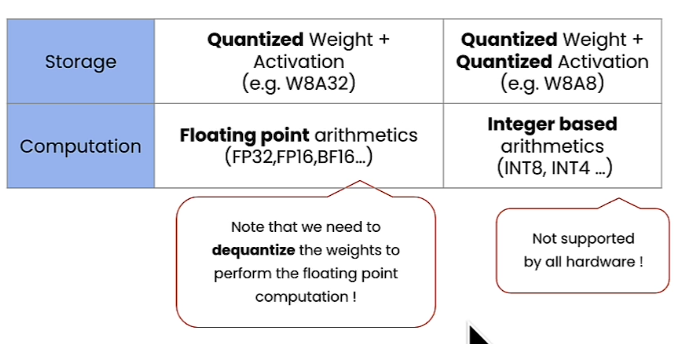 Storage
Quantized Weight +
Activation
(e.g. W8A32)
Quantized Weight +
Quantized Activation
(e.g. W8A8)
Computation
Floating point arithmetics
(FP32,FP16,BF16...)
Integer based
arithmetics
(INT8, INT4 ...)
Note that we need to
dequantize the weights to
perform the floating point
computation !
Not supported
by all hardware !